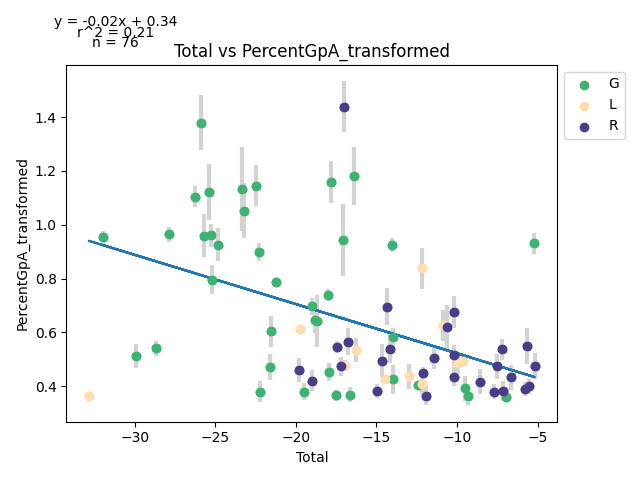 y = -0.02x + 0.34
r^2 = 0.21
n = 76
Total vs PercentGpA_transformed
G
L
R
PercentGpA_transformed
1.4
1.2
1.0
0.8
0.6
0.4
−30 −25 −20 −15 −10 −5
Total